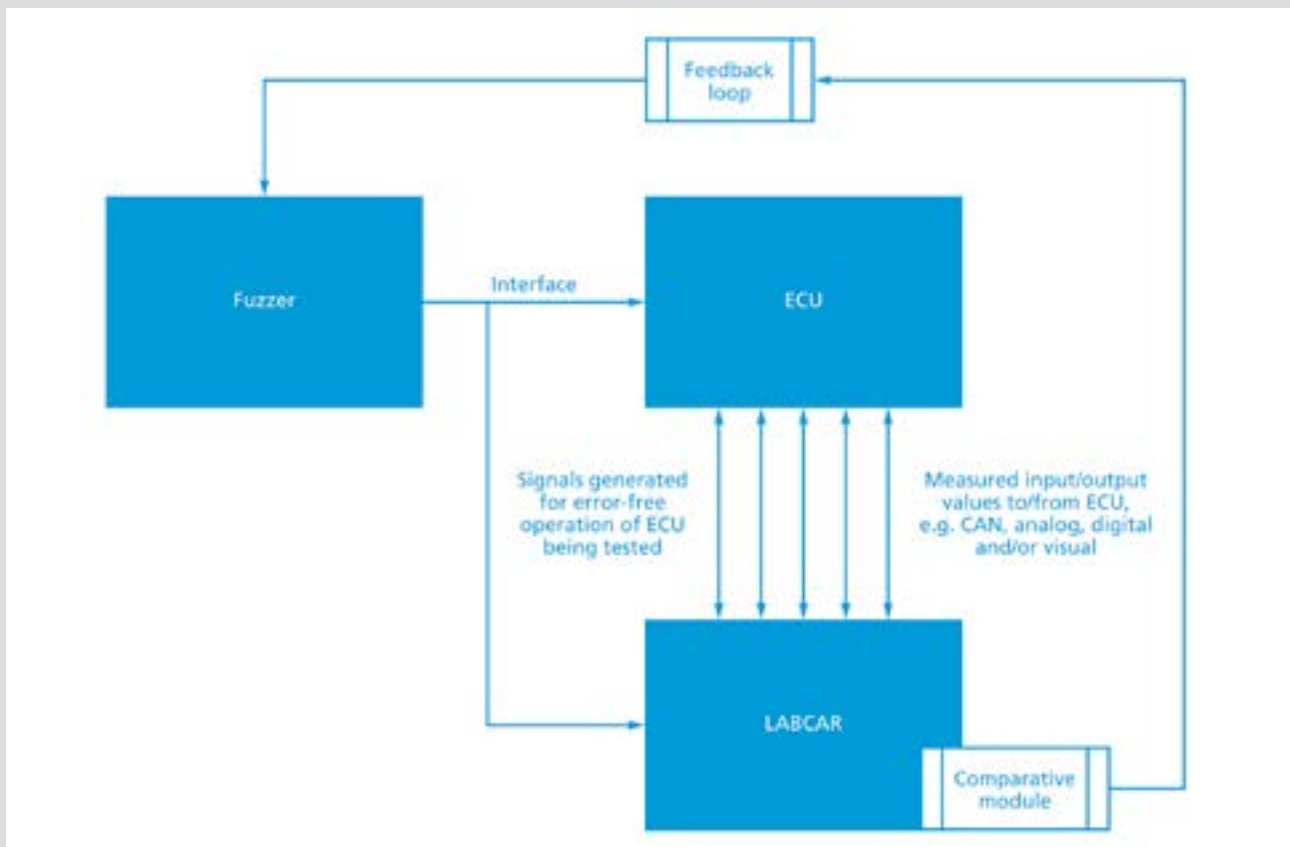 Feedback
loop
Fuzzer
Interface
ECU
Signals generated
for error-free
operation of ECU
being tested
Measured input/output
values to/from ECU,
e.g. CAN, analog, digital
and/or visual
LABCAR
Comparative
module